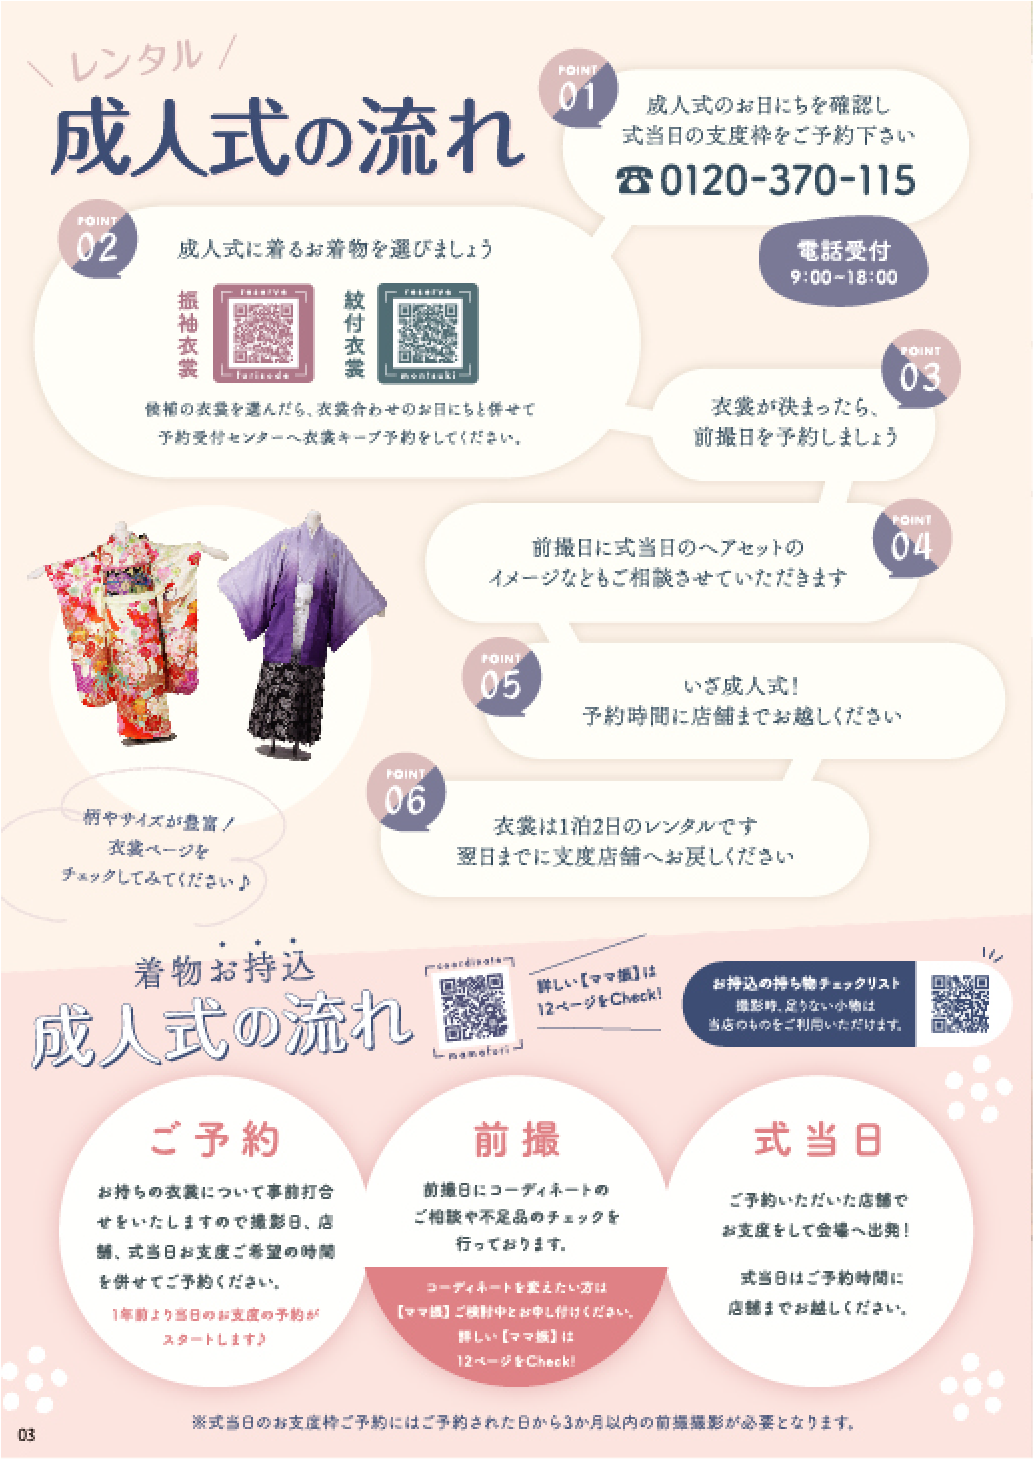 レンタル
成人式の流れ
POINT
01
成人式のお日にちを確認し
式当日の支度枠をご予約下さい
☎0120-370-115
電話受付
9:00~18:00
POINT
02
成人式に着るお着物を選びましょう
振袖衣裳
reserve
furisode
紋付衣裳
reserve
montsuki
候補の衣裳を選んだら、衣裳合わせのお日にちと併せて
予約受付センターへ衣裳キープ予約をしてください。
POINT
03
衣裳が決まったら、
前撮日を予約しましょう
POINT
04
前撮日に式当日のヘアセットの
イメージなどもご相談させていただきます
POINT
05
いざ成人式!
予約時間に店舗までお越しください
POINT
06
衣裳は1泊2日のレンタルです
翌日までに支度店舗へお戻しください
柄やサイズが豊富!
衣裳ページを
チェックしてみてください♪
着物お持込
成人式の流れ
coordinate
mamafuri
詳しい【ママ振】は
12ページをCheck!
お持込の持ち物チェックリスト
撮影時、足りない小物は
当店のものをご利用いただけます。
ご予約
お持ちの衣裳について事前打合
せをいたしますので撮影日、店
舗、式当日お支度ご希望の時間
を併せてご予約ください。
1年前より当日のお支度の予約が
スタートします♪
前撮
前撮日にコーディネートの
ご相談や不足品のチェックを
行っております。
コーディネートを変えたい方は
【ママ振】ご検討中とお申し付けください。
詳しい【ママ振】は
12ページをCheck!
式当日
ご予約いただいた店舗で
お支度をして会場へ出発!
式当日はご予約時間に
店舗までお越しください。
※式当日のお支度枠ご予約にはご予約された日から3か月以内の前撮撮影が必要となります。
03